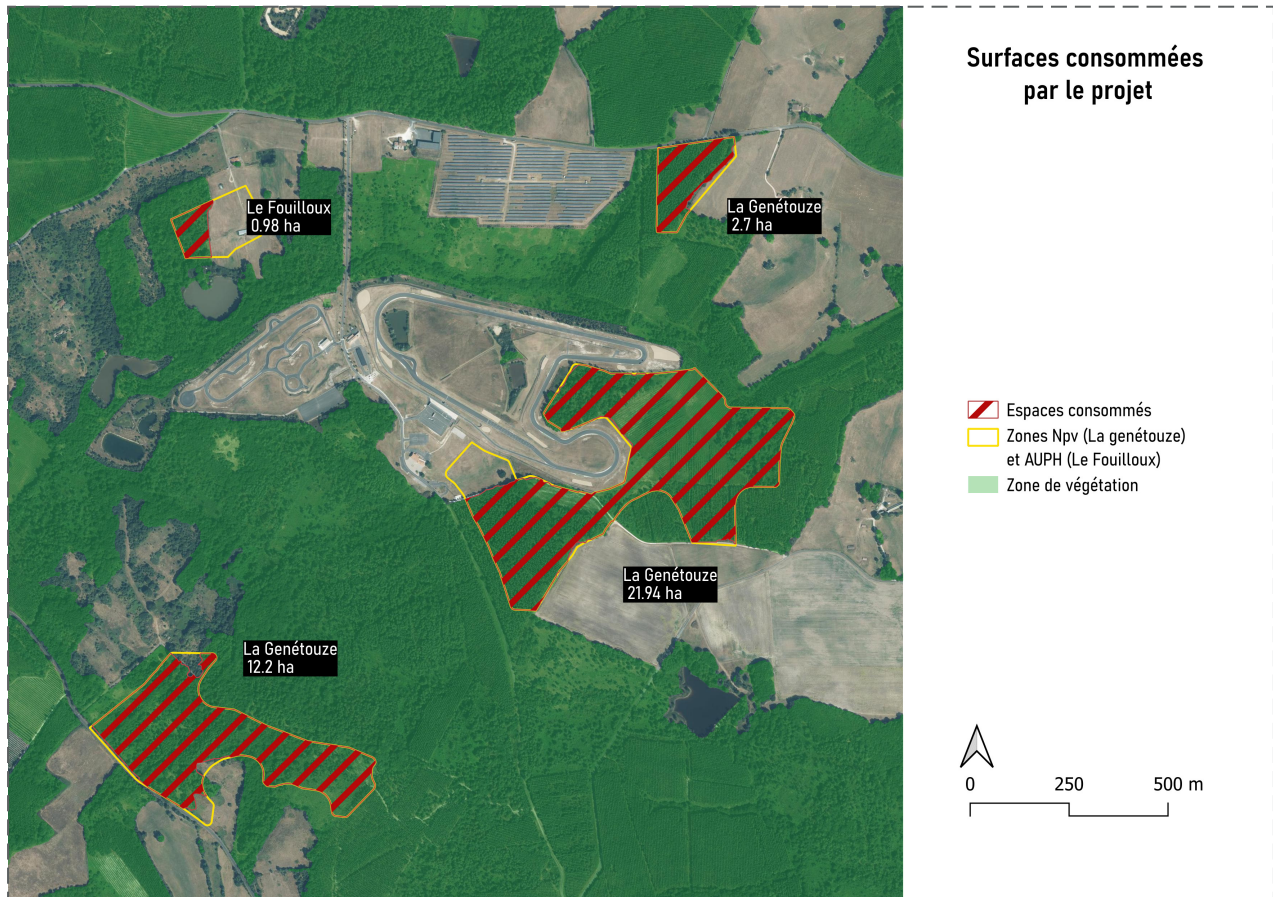 Surfaces consommées
par le projet
Le Fouilloux
0.98 ha
La Genétouze
2.7 ha
La Genétouze
21.94 ha
La Genétouze
12.2 ha
Espaces consommés
Zones Npv (La genétouze)
et AUPH (Le Fouilloux)
Zone de végétation
0 250 500 m